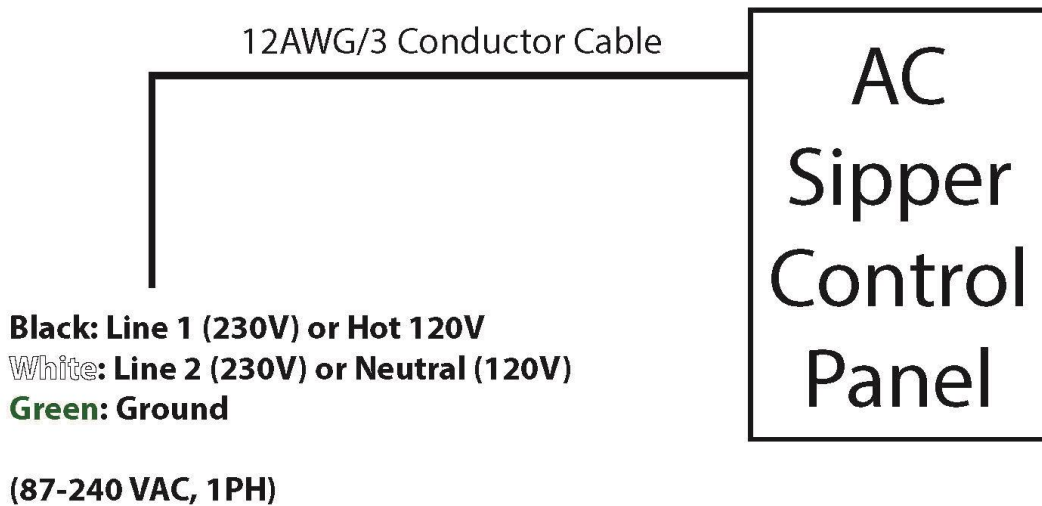 12AWG/3 Conductor Cable
AC
Sipper
Control
Panel
Black: Line 1 (230V) or Hot 120V
White: Line 2 (230V) or Neutral (120V)
Green: Ground
(87-240 VAC, 1PH)